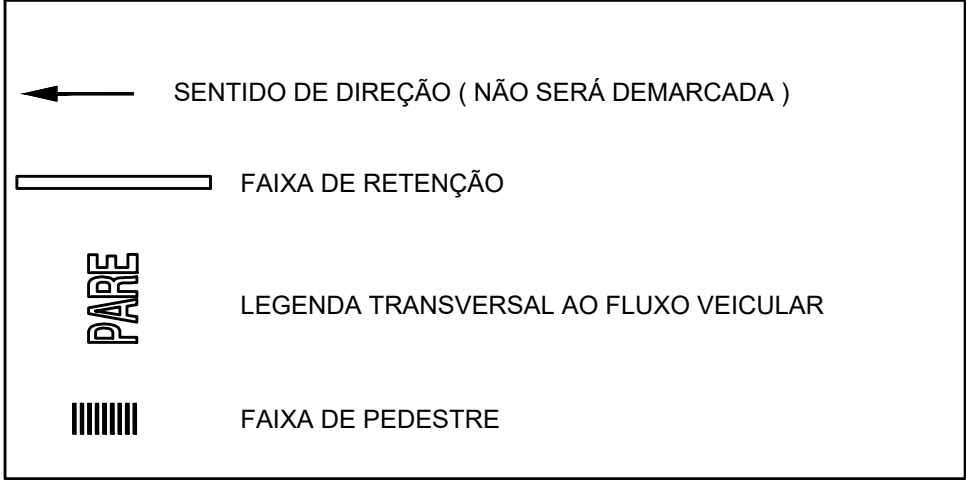 SENTIDO DE DIREÇÃO ( NÃO SERÁ DEMARCADA )
FAIXA DE RETENÇÃO
PARE
LEGENDA TRANSVERSAL AO FLUXO VEICULAR
FAIXA DE PEDESTRE